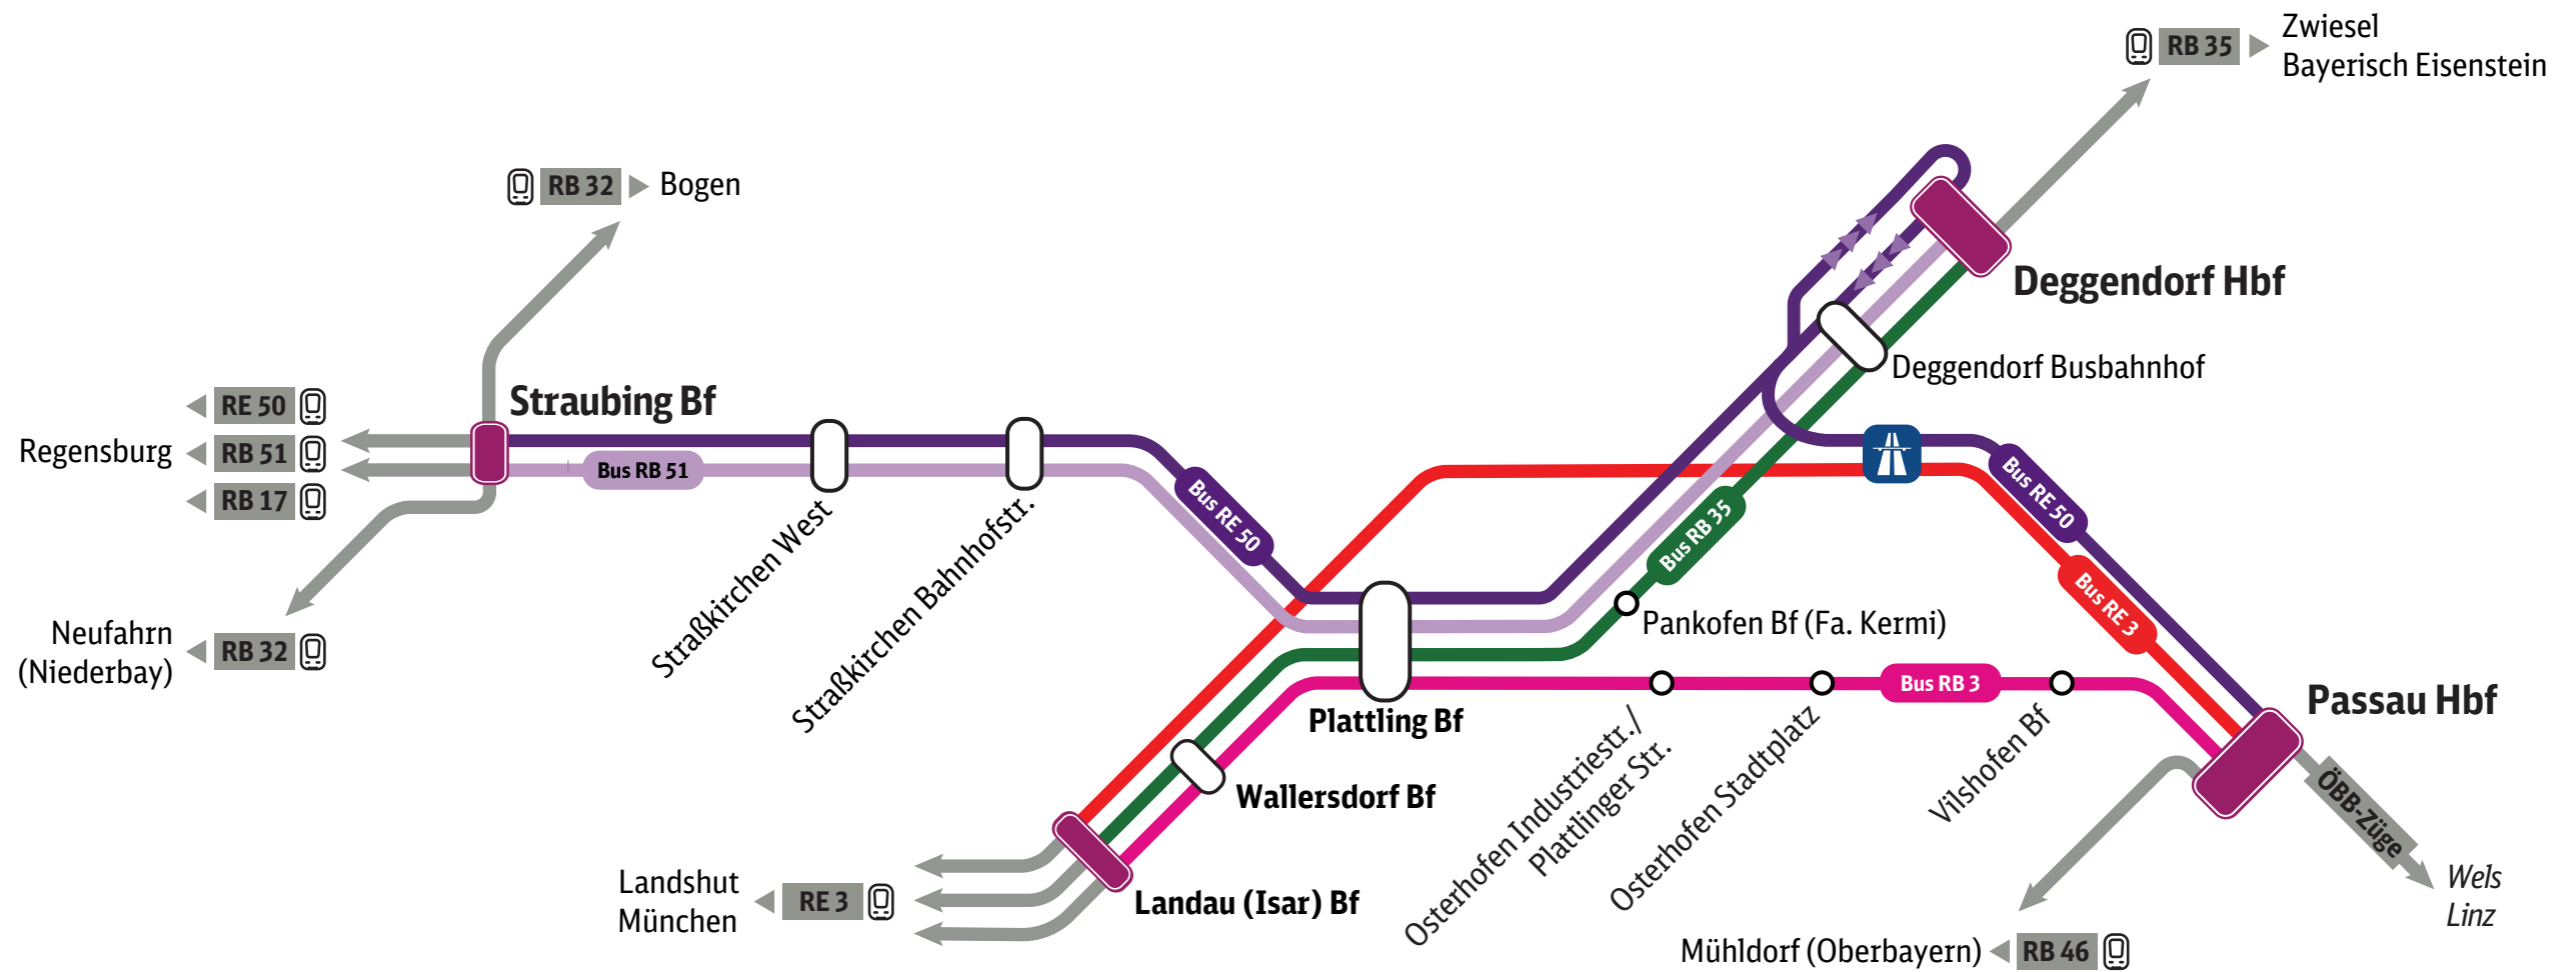 RB 35
Zwiesel
Bayerisch Eisenstein
RB 32
Bogen
Deggendorf Hbf
Deggendorf Busbahnhof
Straubing Bf
RE 50
Regensburg
RB 51
RB 17
Bus RB 51
Straßkirchen West
Straßkirchen Bahnhofstr.
Bus RE 50
Bus RE 50
Bus RB 35
Bus RE 3
Neufahrn
(Niederbay)
RB 32
Pankofen Bf (Fa. Kermi)
Bus RB 3
Plattling Bf
Passau Hbf
Osterhofen Industriestr./
Plattlinger Str.
Osterhofen Stadtplatz
Vilshofen Bf
Wallersdorf Bf
ÖBB-Züge
Wels
Linz
Landshut
München
RE 3
Landau (Isar) Bf
Mühldorf (Oberbayern)
RB 46